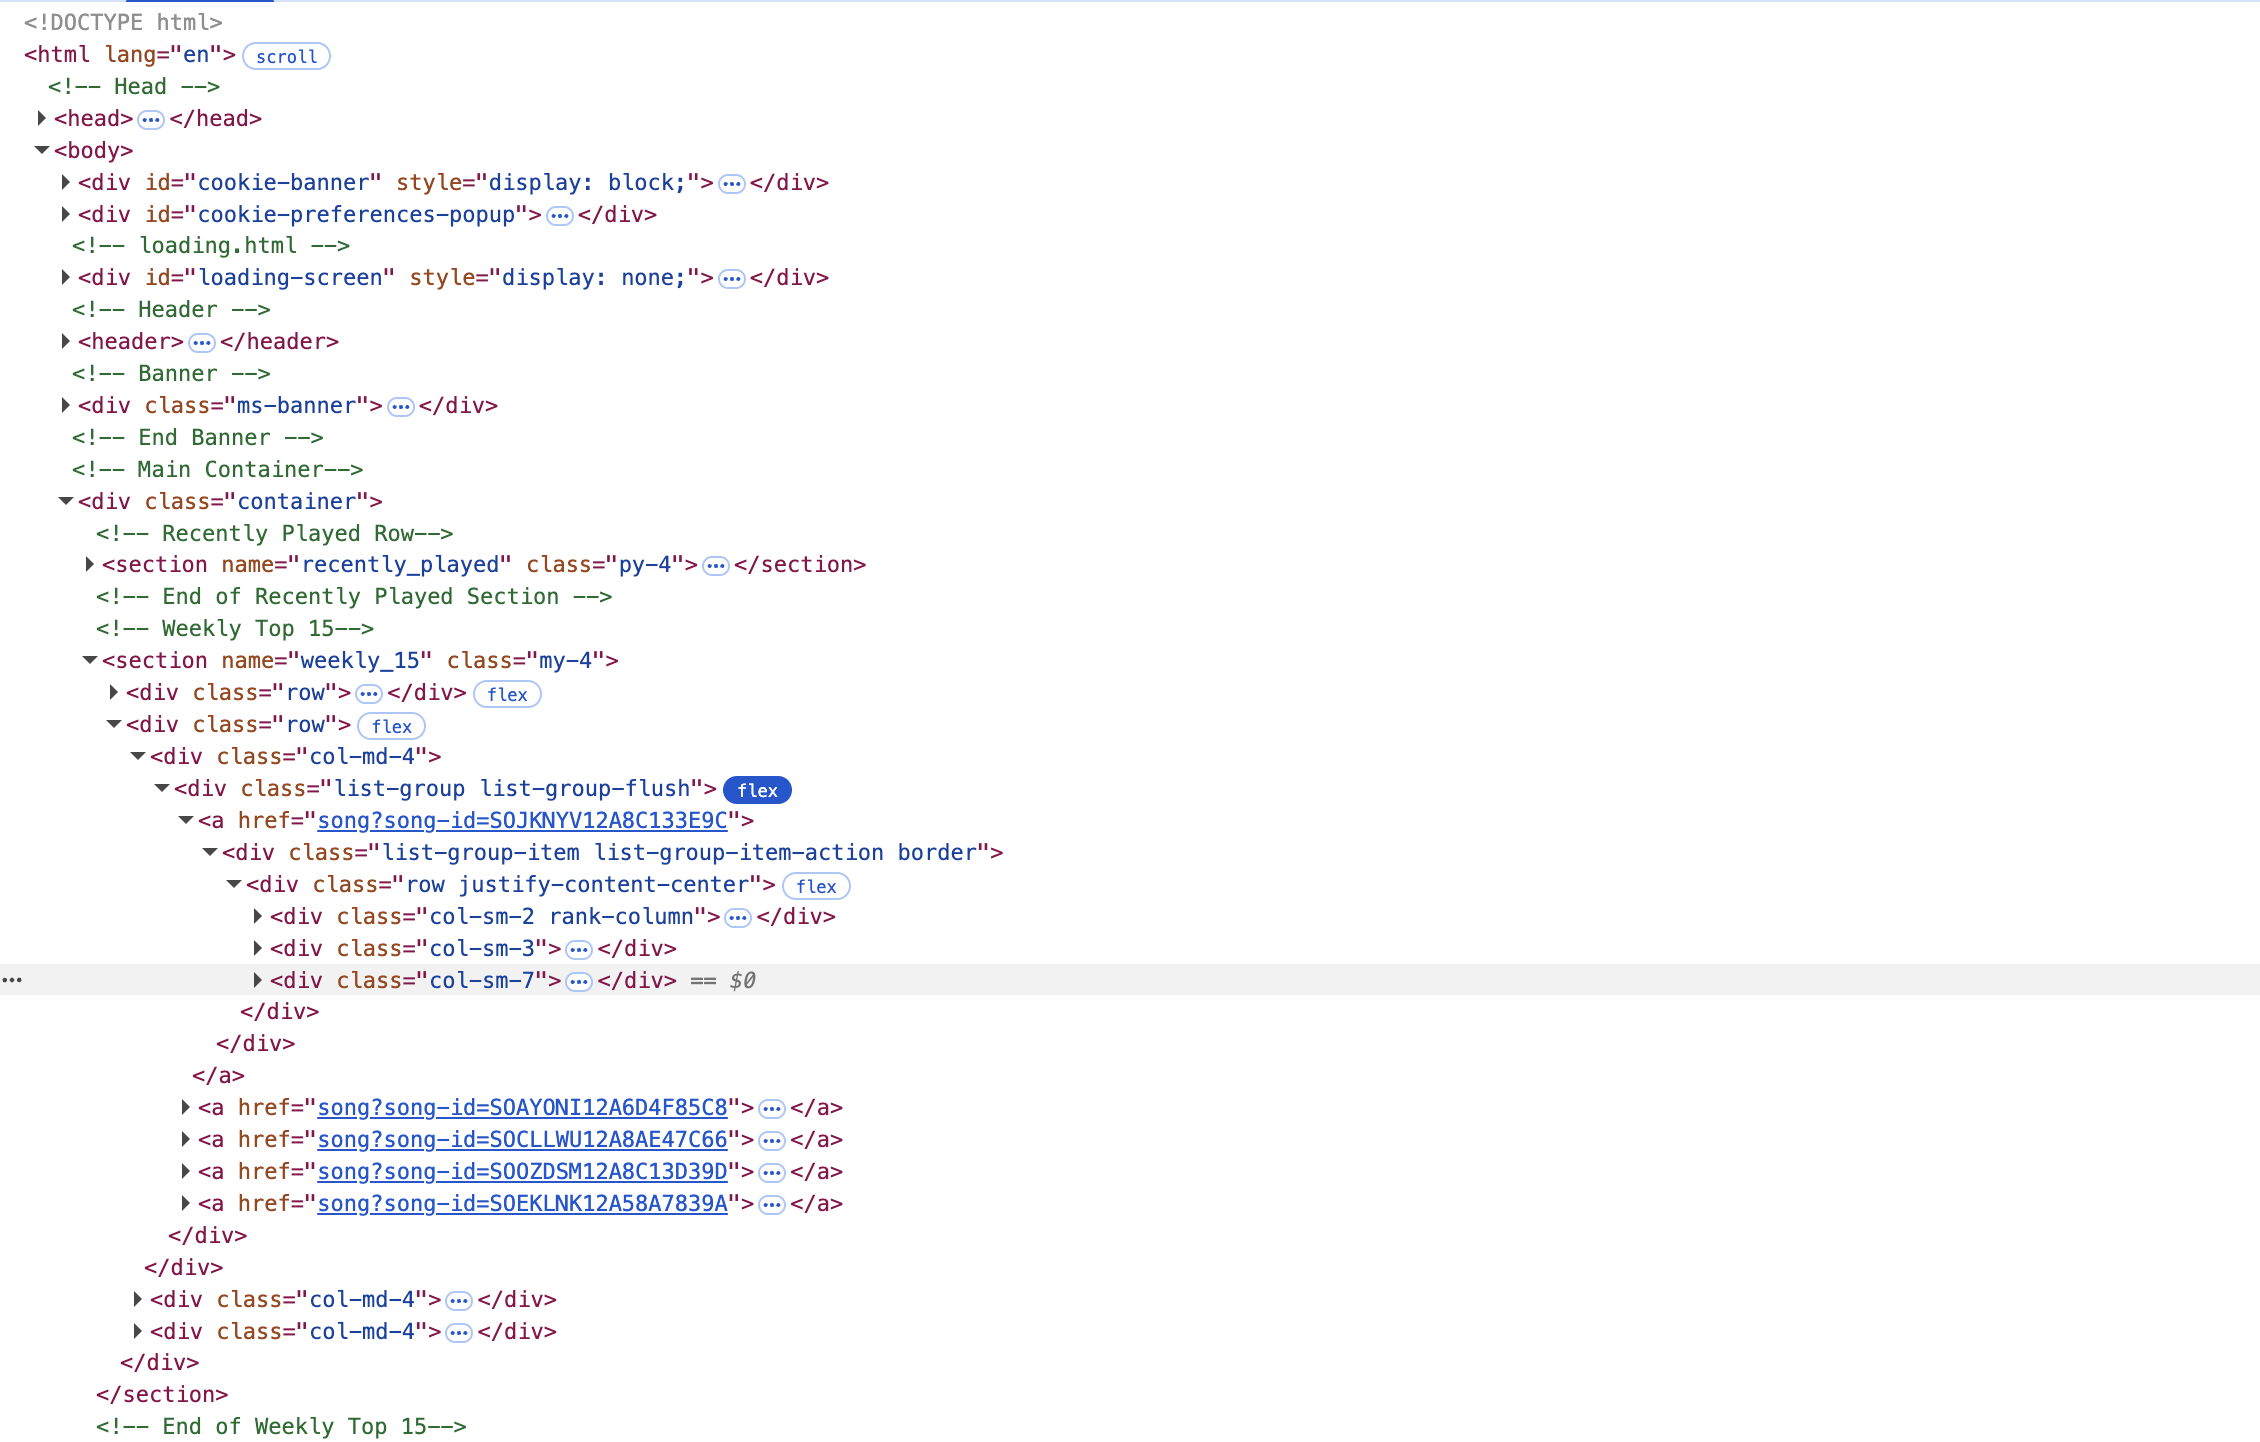 <!DOCTYPE html>
<html lang="en"> scroll
<!-- Head -->
<head> ••• </head>
<body>
<div id="cookie-banner" style="display: block;"> ••• </div>
<div id="cookie-preferences-popup"> ••• </div>
<!-- loading.html -->
<div id="loading-screen" style="display: none;"> ••• </div>
<!-- Header -->
<header> ••• </header>
<!-- Banner -->
<div class="ms-banner"> ••• </div>
<!-- End Banner -->
<!-- Main Container-->
<div class="container">
<!-- Recently Played Row-->
<section name="recently_played" class="py-4"> ••• </section>
<!-- End of Recently Played Section -->
<!-- Weekly Top 15-->
<section name="weekly_15" class="my-4">
<div class="row"> ••• </div> flex
<div class="row"> flex
<div class="col-md-4">
<div class="list-group list-group-flush"> flex
<a href="song?song-id=SOJKNYV12A8C133E9C">
<div class="list-group-item list-group-item-action border">
<div class="row justify-content-center"> flex
<div class="col-sm-2 rank-column"> ••• </div>
<div class="col-sm-3"> ••• </div>
••• <div class="col-sm-7"> ••• </div> == $0
</div>
</div>
</a>
<a href="song?song-id=SOAYONI12A6D4F85C8"> ••• </a>
<a href="song?song-id=SOCLLWU12A8AE47C66"> ••• </a>
<a href="song?song-id=SOOZDSM12A8C13D39D"> ••• </a>
<a href="song?song-id=SOEKLNK12A58A7839A"> ••• </a>
</div>
</div>
<div class="col-md-4"> ••• </div>
<div class="col-md-4"> ••• </div>
</div>
</section>
<!-- End of Weekly Top 15-->